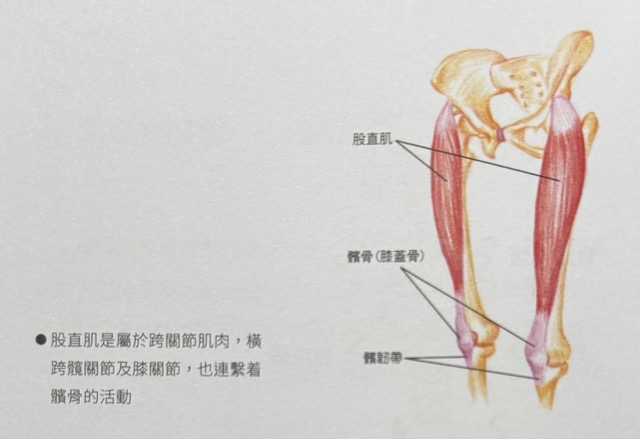 股直肌
髕骨(膝蓋骨)
髕韌帶
●股直肌是屬於跨關節肌肉，橫
跨髖關節及膝關節，也連繫着
髕骨的活動